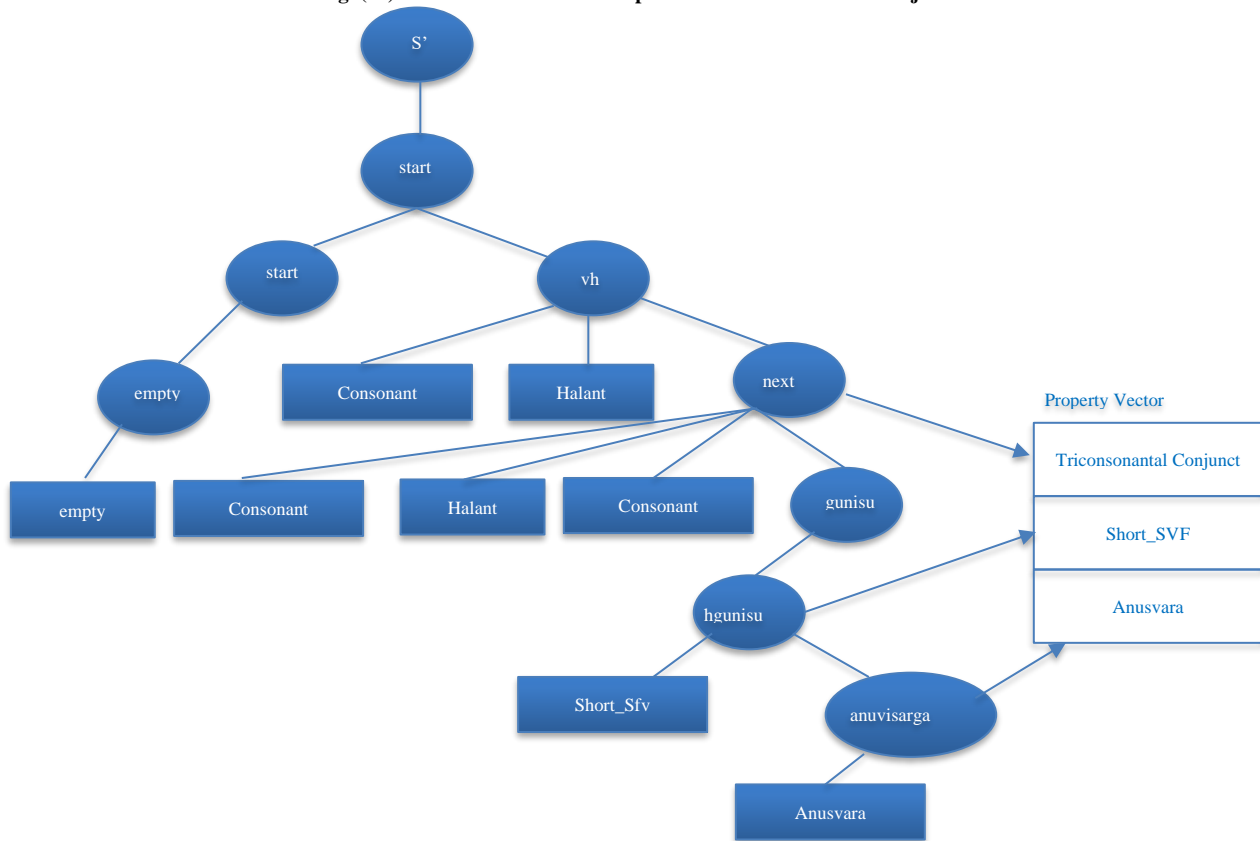 S’
start
start
vh
empty
Consonant
Halant
next
Property Vector
Triconsonantal Conjunct
empty
Consonant
Halant
Consonant
gunisu
Short_SVF
hgunisu
Anusvara
Short_Sfv
anuvisarga
Anusvara